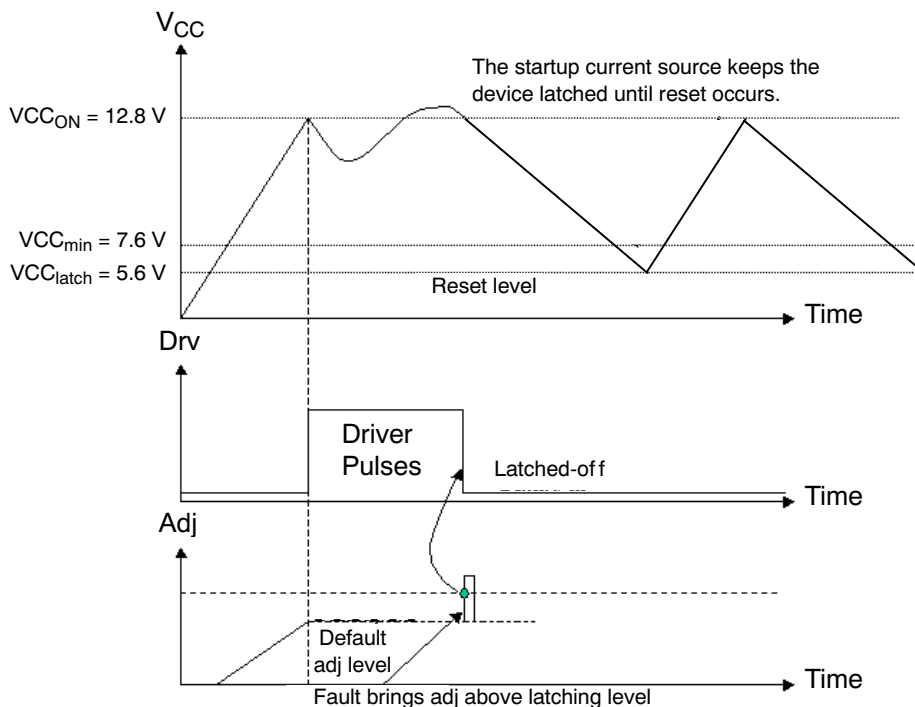 VCC
The startup current source keeps the
device latched until reset occurs.
VCCON = 12.8 V
VCCmin = 7.6 V
VCClatch = 5.6 V
Reset level
Time
Drv
Driver
Pulses
Latched-off
Time
Adj
Default
adj level
Time
Fault brings adj above latching level